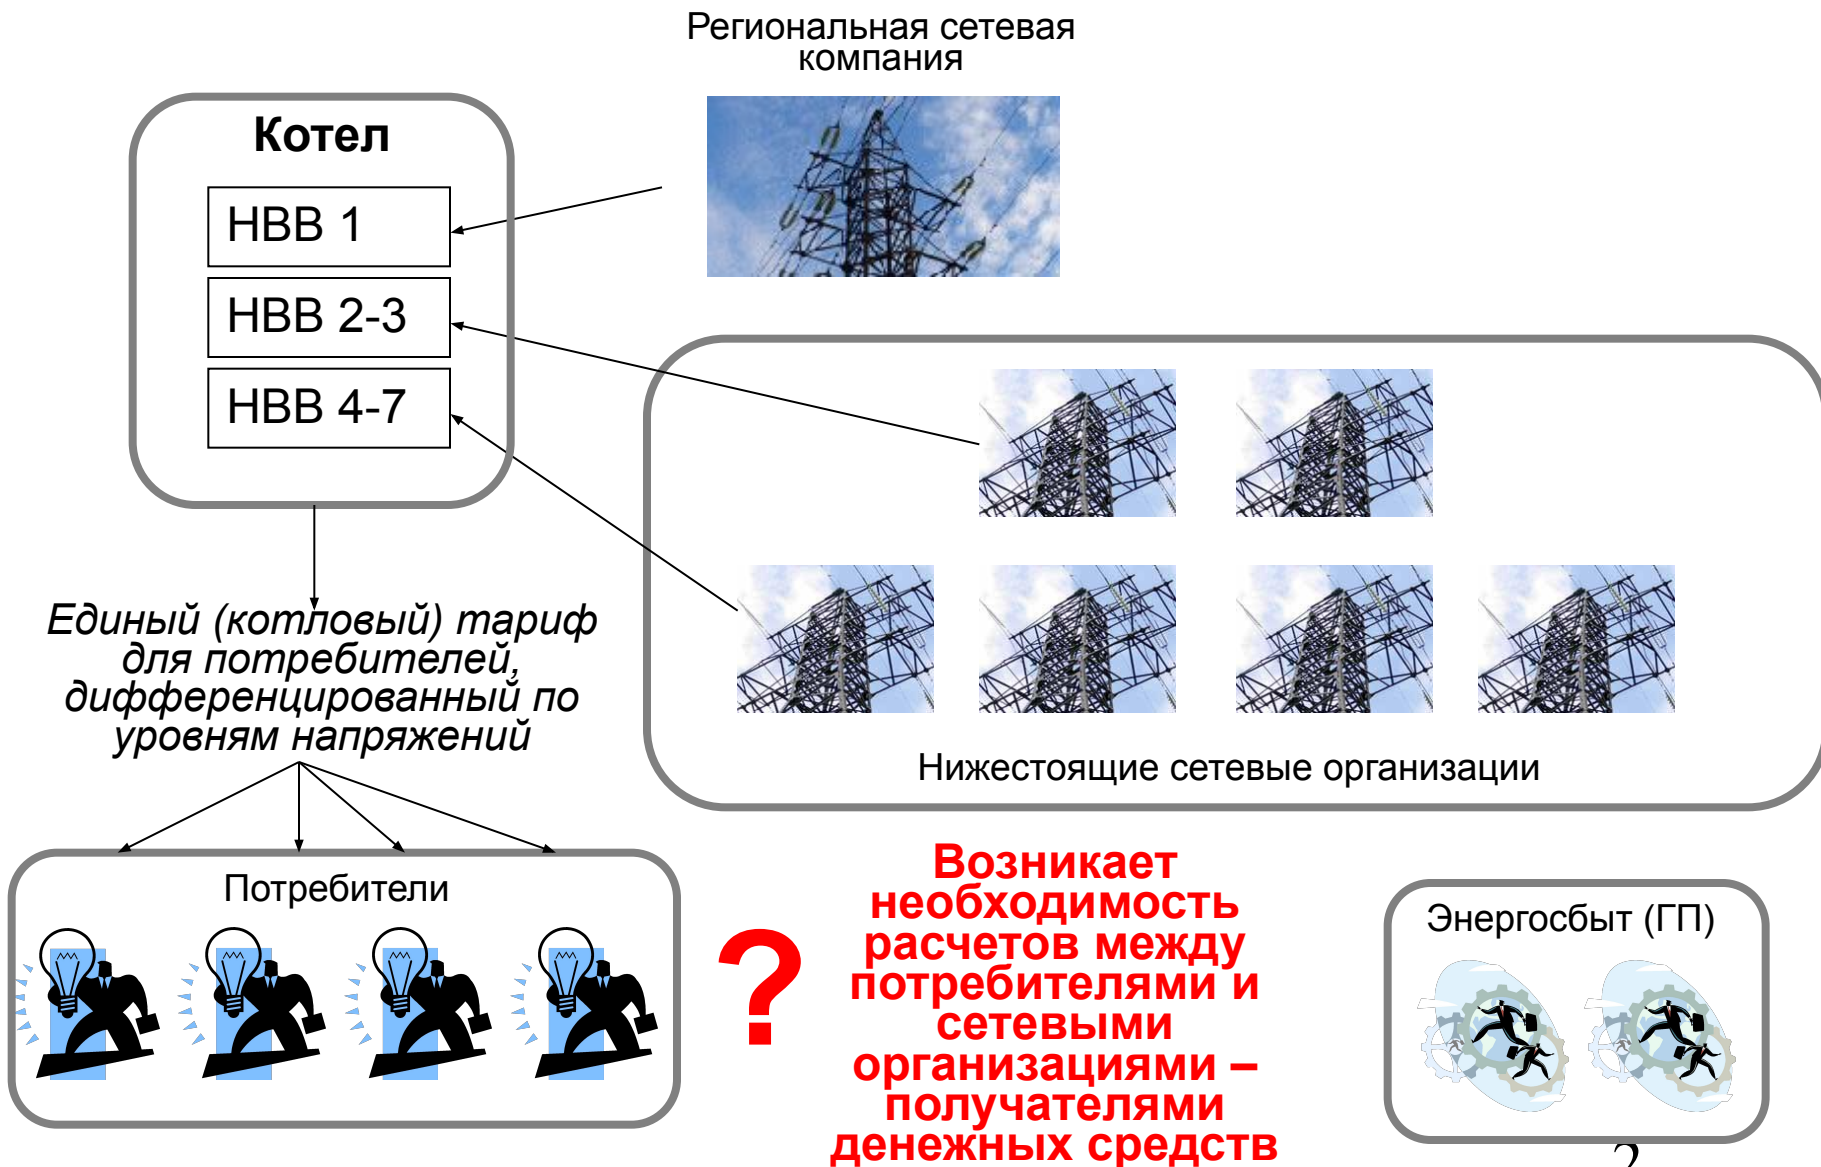 Региональная сетевая
компания
Котел
НВВ 1
НВВ 2-3
НВВ 4-7
Единый (котловый) тариф
для потребителей,
дифференцированный по
уровням напряжений
Нижестоящие сетевые организации
Потребители
?
Возникает
необходимость
расчетов между
потребителями и
сетевыми
организациями –
получателями
денежных средств
Энергосбыт (ГП)